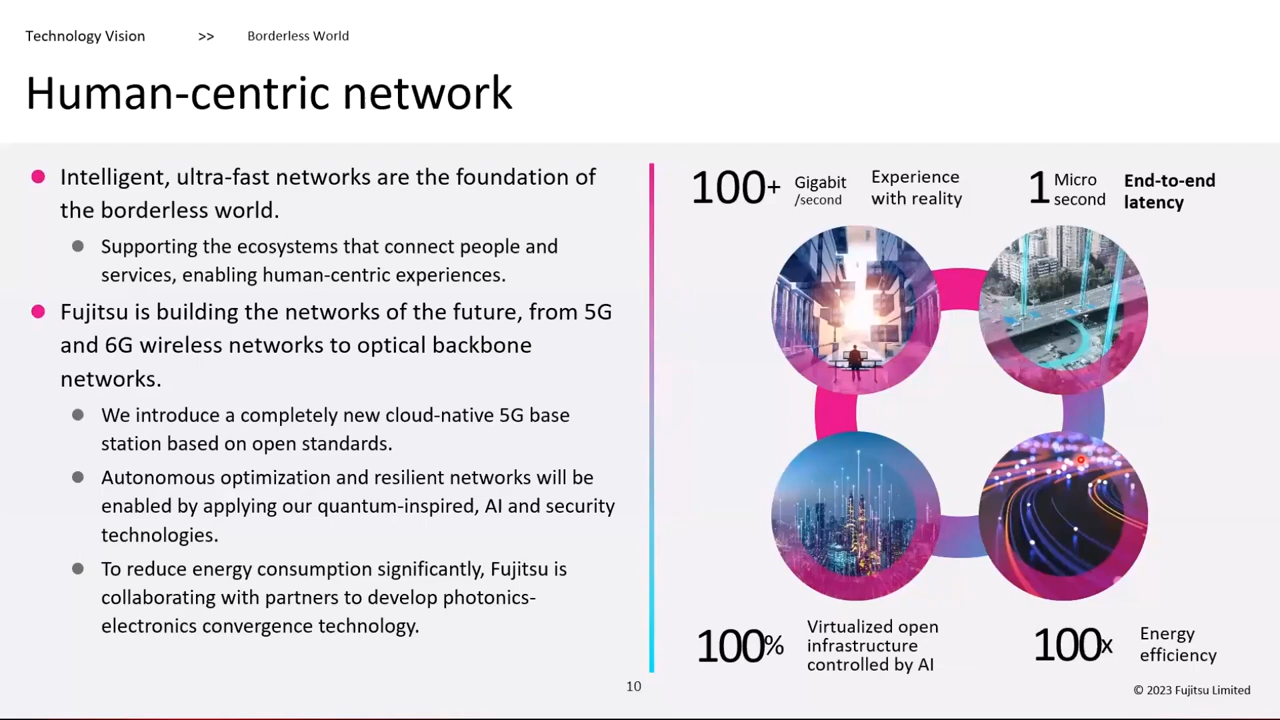 Technology Vision >> Borderless World
Human-centric network
Intelligent, ultra-fast networks are the foundation of
the borderless world.
Supporting the ecosystems that connect people and
services, enabling human-centric experiences.
Fujitsu is building the networks of the future, from 5G
and 6G wireless networks to optical backbone
networks.
We introduce a completely new cloud-native 5G base
station based on open standards.
Autonomous optimization and resilient networks will be
enabled by applying our quantum-inspired, AI and security
technologies.
To reduce energy consumption significantly, Fujitsu is
collaborating with partners to develop photonics-
electronics convergence technology.
100+ Gigabit
/second
Experience
with reality
1 Micro
second
End-to-end
latency
100%
Virtualized open
infrastructure
controlled by AI
100x
Energy
efficiency
10
© 2023 Fujitsu Limited